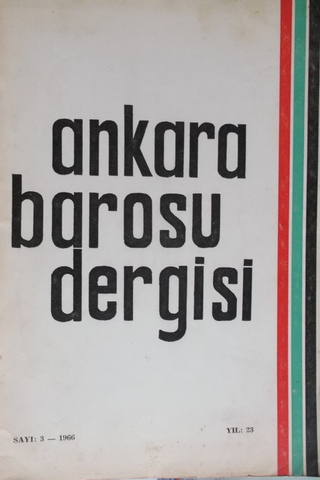 ankara
barosu
dergisi
SAYI: 3 — 1966 YIL: 23